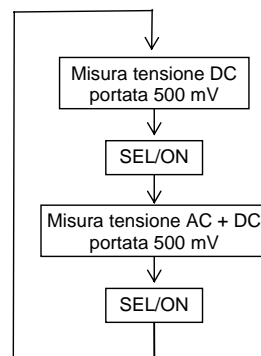 Misura tensione DC
portata 500 mV
SEL/ON
Misura tensione AC + DC
portata 500 mV
SEL/ON